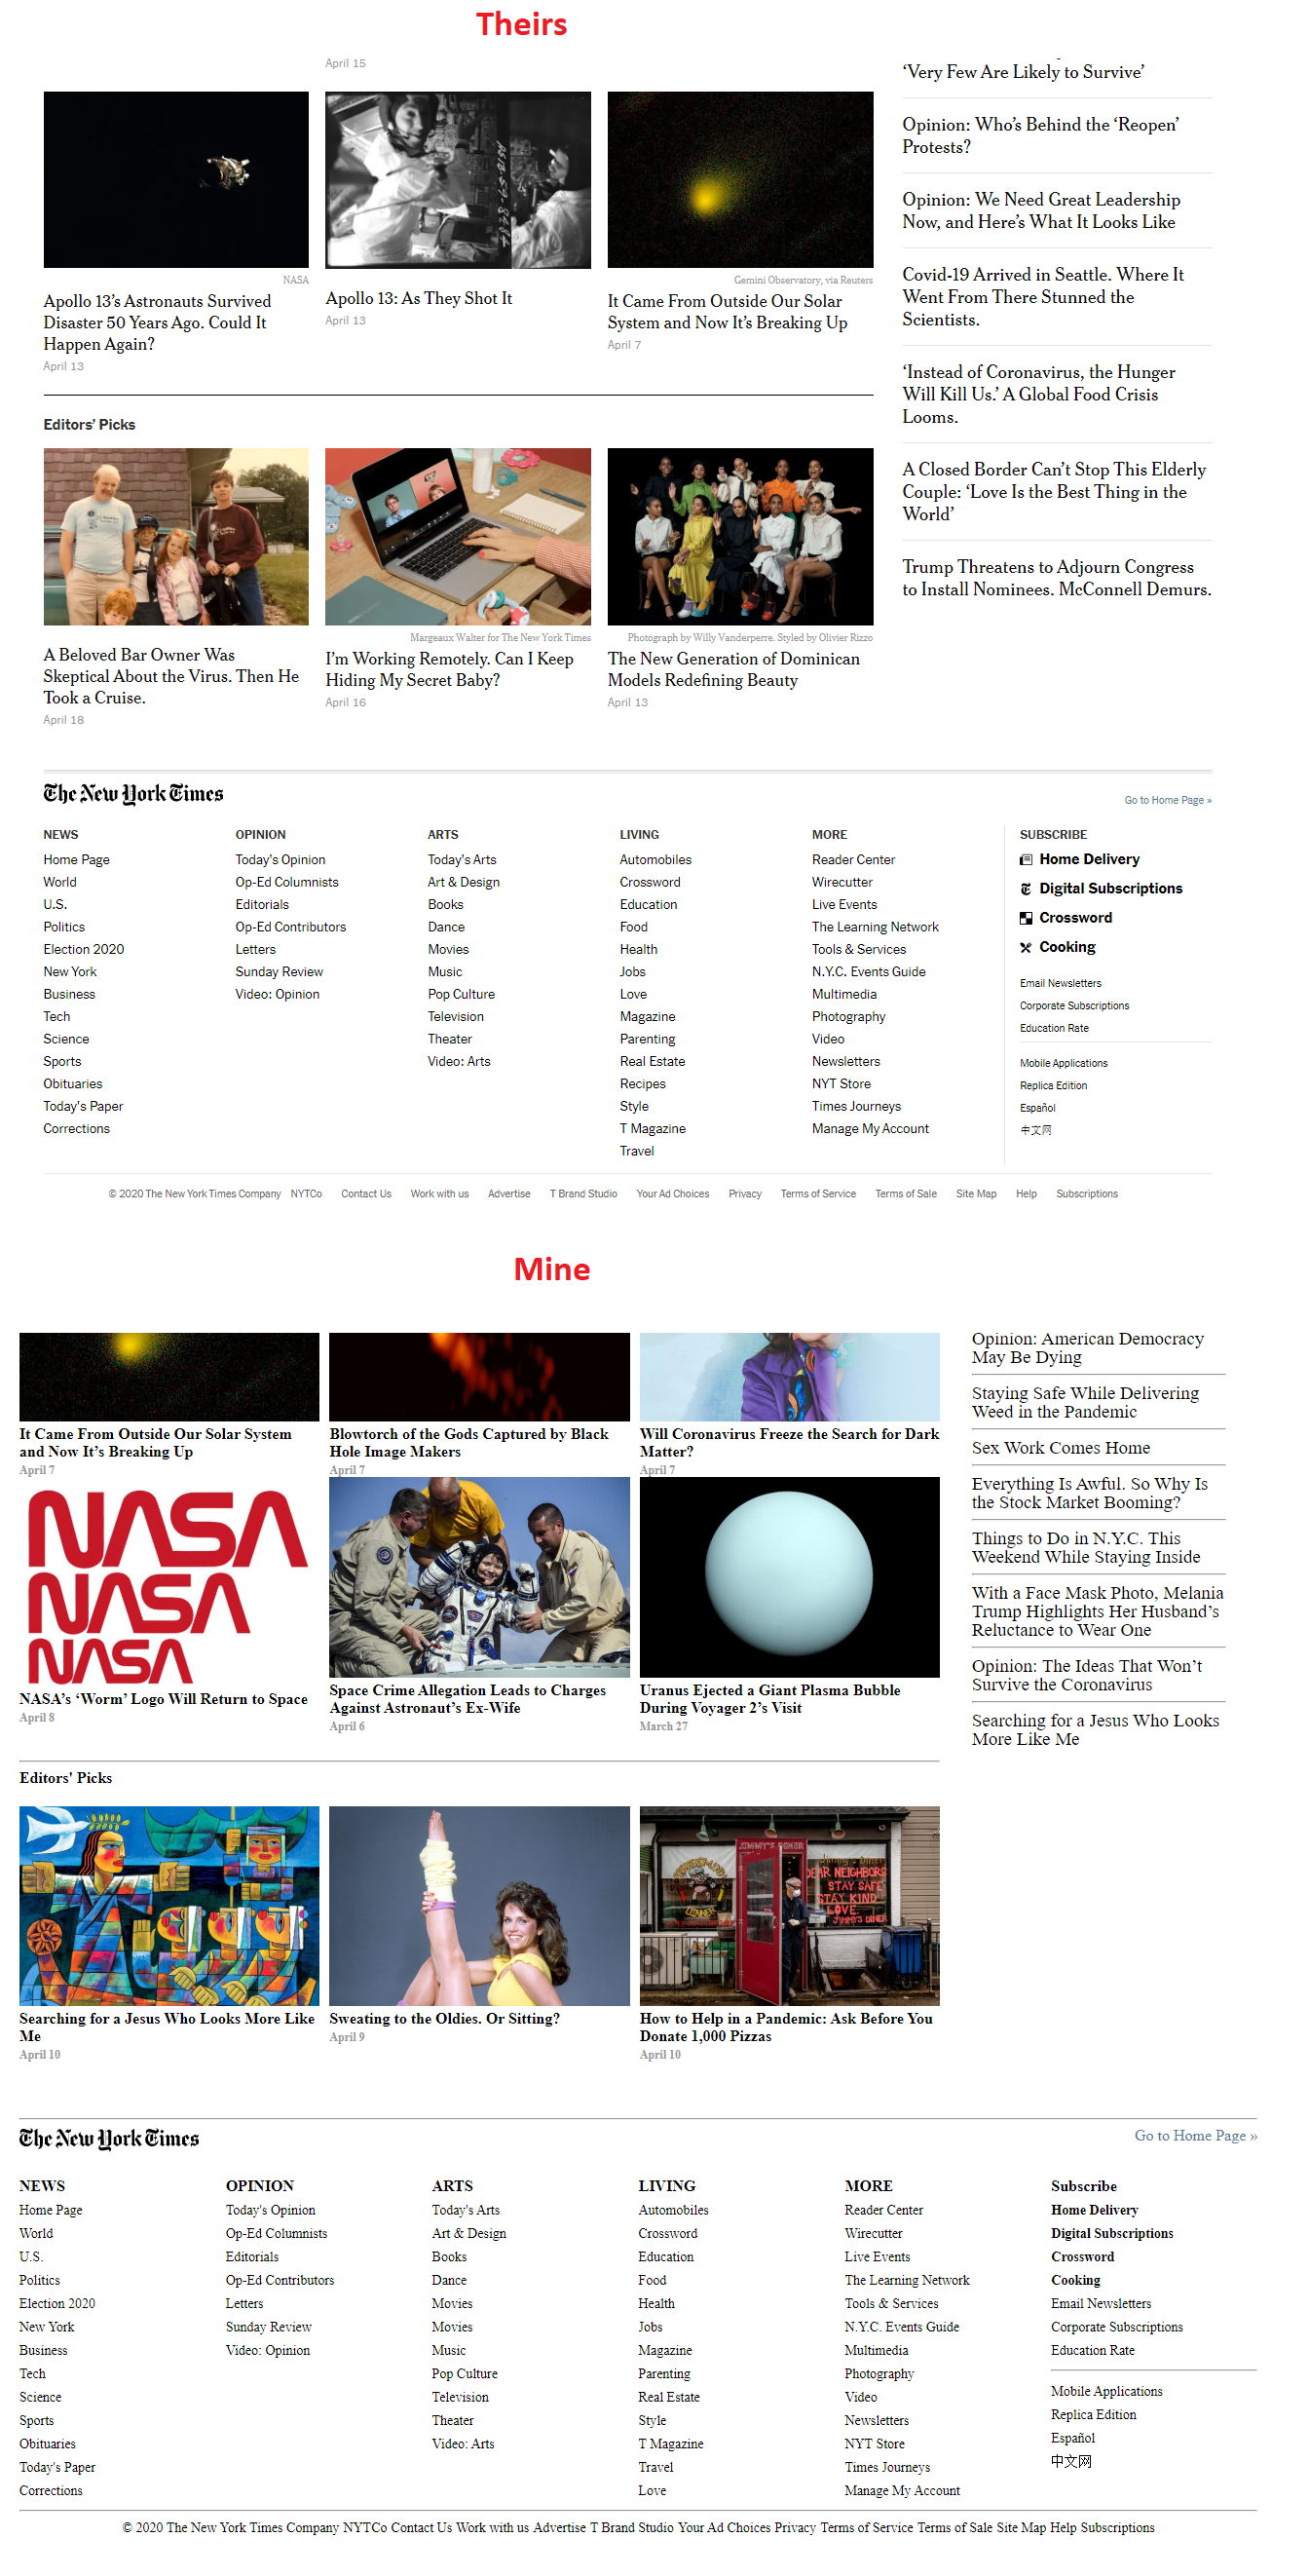 Theirs
April 15
NASA
Apollo 13’s Astronauts Survived
Disaster 50 Years Ago. Could It
Happen Again?
April 13
Apollo 13: As They Shot It
April 13
Gemini Observatory, via Reuters
It Came From Outside Our Solar
System and Now It’s Breaking Up
April 7
‘Very Few Are Likely to Survive’
Opinion: Who’s Behind the ‘Reopen’
Protests?
Opinion: We Need Great Leadership
Now, and Here’s What It Looks Like
Covid-19 Arrived in Seattle. Where It
Went From There Stunned the
Scientists.
‘Instead of Coronavirus, the Hunger
Will Kill Us.’ A Global Food Crisis
Looms.
A Closed Border Can’t Stop This Elderly
Couple: ‘Love Is the Best Thing in the
World’
Trump Threatens to Adjourn Congress
to Install Nominees. McConnell Demurs.
Editors’ Picks
A Beloved Bar Owner Was
Skeptical About the Virus. Then He
Took a Cruise.
April 18
Margeaux Walter for The New York Times
I’m Working Remotely. Can I Keep
Hiding My Secret Baby?
April 16
Photograph by Willy Vanderperre. Styled by Olivier Rizzo
The New Generation of Dominican
Models Redefining Beauty
April 13
The New York Times
Go to Home Page »
NEWS
Home Page
World
U.S.
Politics
Election 2020
New York
Business
Tech
Science
Sports
Obituaries
Today's Paper
Corrections
OPINION
Today's Opinion
Op-Ed Columnists
Editorials
Op-Ed Contributors
Letters
Sunday Review
Video: Opinion
ARTS
Today's Arts
Art & Design
Books
Dance
Movies
Music
Pop Culture
Television
Theater
Video: Arts
LIVING
Automobiles
Crossword
Education
Food
Health
Jobs
Love
Magazine
Parenting
Real Estate
Recipes
Style
T Magazine
Travel
MORE
Reader Center
Wirecutter
Live Events
The Learning Network
Tools & Services
N.Y.C. Events Guide
Multimedia
Photography
Video
Newsletters
NYT Store
Times Journeys
Manage My Account
SUBSCRIBE
Home Delivery
Digital Subscriptions
Crossword
Cooking
Email Newsletters
Corporate Subscriptions
Education Rate
Mobile Applications
Replica Edition
Español
中文网
© 2020 The New York Times Company NYTCo Contact Us Work with us Advertise T Brand Studio Your Ad Choices Privacy Terms of Service Terms of Sale Site Map Help Subscriptions
Mine
It Came From Outside Our Solar System
and Now It’s Breaking Up
April 7
Blowtorch of the Gods Captured by Black
Hole Image Makers
April 7
Will Coronavirus Freeze the Search for Dark
Matter?
April 7
NASA
NASA
NASA
NASA’s ‘Worm’ Logo Will Return to Space
April 8
Space Crime Allegation Leads to Charges
Against Astronaut’s Ex-Wife
April 6
Uranus Ejected a Giant Plasma Bubble
During Voyager 2’s Visit
March 27
Opinion: American Democracy
May Be Dying
Staying Safe While Delivering
Weed in the Pandemic
Sex Work Comes Home
Everything Is Awful. So Why Is
the Stock Market Booming?
Things to Do in N.Y.C. This
Weekend While Staying Inside
With a Face Mask Photo, Melania
Trump Highlights Her Husband’s
Reluctance to Wear One
Opinion: The Ideas That Won’t
Survive the Coronavirus
Searching for a Jesus Who Looks
More Like Me
Editors' Picks
JIMMY'S DINER
DEAR NEIGHBORS
STAY SAFE
STAY KIND
LOVE,
JIMMY'S DINER
Searching for a Jesus Who Looks More Like
Me
April 10
Sweating to the Oldies. Or Sitting?
April 9
How to Help in a Pandemic: Ask Before You
Donate 1,000 Pizzas
April 10
The New York Times
Go to Home Page »
NEWS
Home Page
World
U.S.
Politics
Election 2020
New York
Business
Tech
Science
Sports
Obituaries
Today's Paper
Corrections
OPINION
Today's Opinion
Op-Ed Columnists
Editorials
Op-Ed Contributors
Letters
Sunday Review
Video: Opinion
ARTS
Today's Arts
Art & Design
Books
Dance
Movies
Movies
Music
Pop Culture
Television
Theater
Video: Arts
LIVING
Automobiles
Crossword
Education
Food
Health
Jobs
Magazine
Parenting
Real Estate
Style
T Magazine
Travel
Love
MORE
Reader Center
Wirecutter
Live Events
The Learning Network
Tools & Services
N.Y.C. Events Guide
Multimedia
Photography
Video
Newsletters
NYT Store
Times Journeys
Manage My Account
Subscribe
Home Delivery
Digital Subscriptions
Crossword
Cooking
Email Newsletters
Corporate Subscriptions
Education Rate
Mobile Applications
Replica Edition
Español
中文网
© 2020 The New York Times Company NYTCo Contact Us Work with us Advertise T Brand Studio Your Ad Choices Privacy Terms of Service Terms of Sale Site Map Help Subscriptions